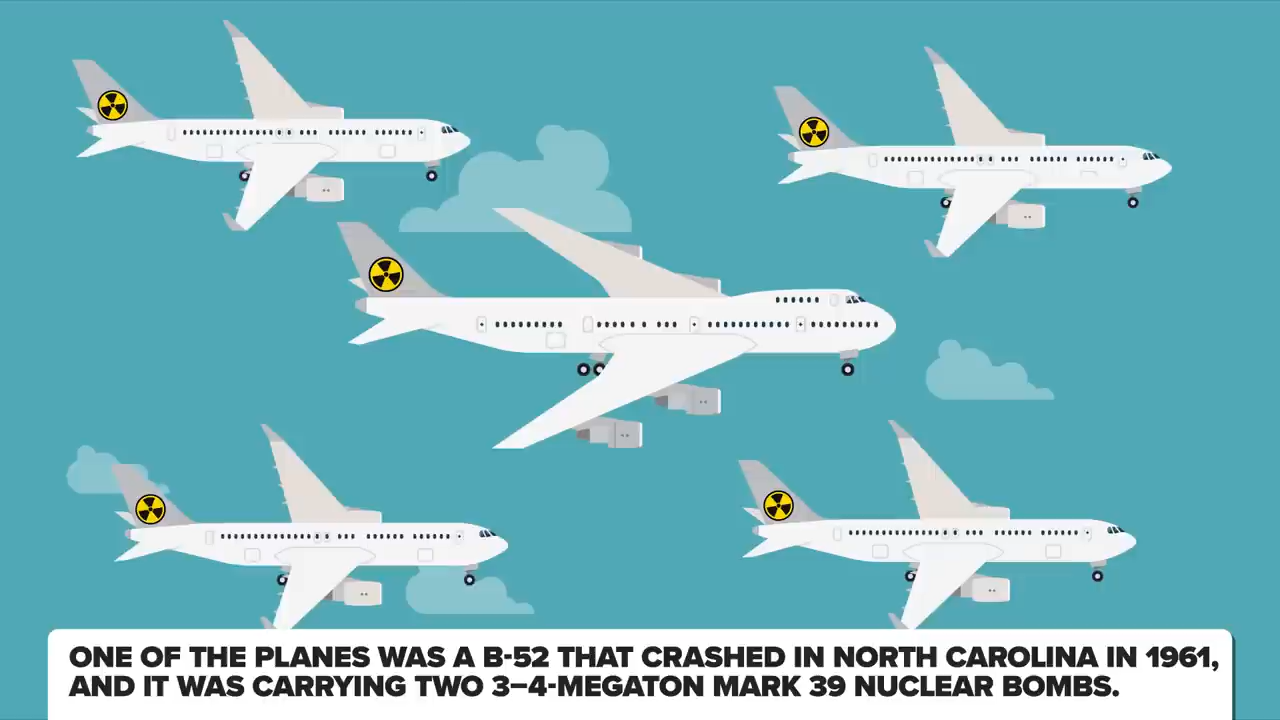 ONE OF THE PLANES WAS A B-52 THAT CRASHED IN NORTH CAROLINA IN 1961,
AND IT WAS CARRYING TWO 3–4-MEGATON MARK 39 NUCLEAR BOMBS.